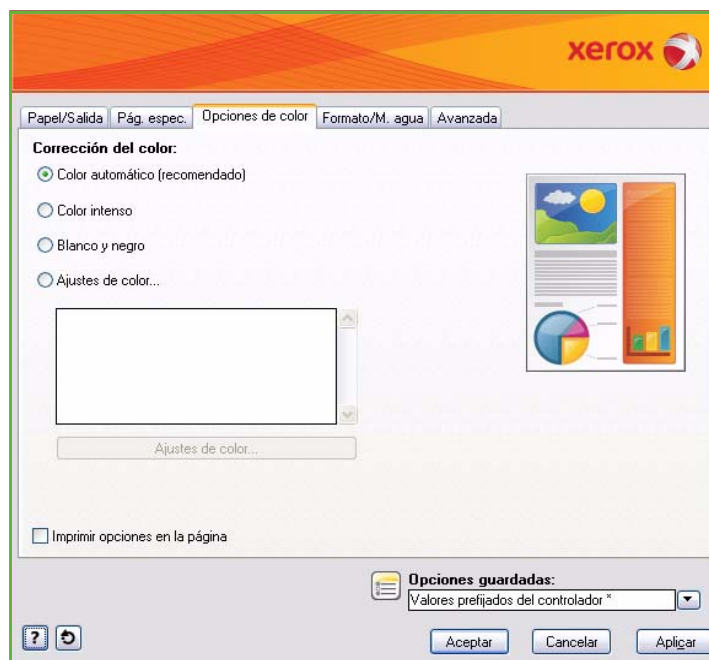 xerox
Papel/Salida Pág. espec. Opciones de color Formato/M. agua Avanzada
Corrección del color:
Color automático (recomendado)
Color intenso
Blanco y negro
Ajustes de color...
Ajustes de color...
Imprimir opciones en la página
Opciones guardadas:
Valores prefijados del controlador *
? Aceptar Cancelar Aplicar